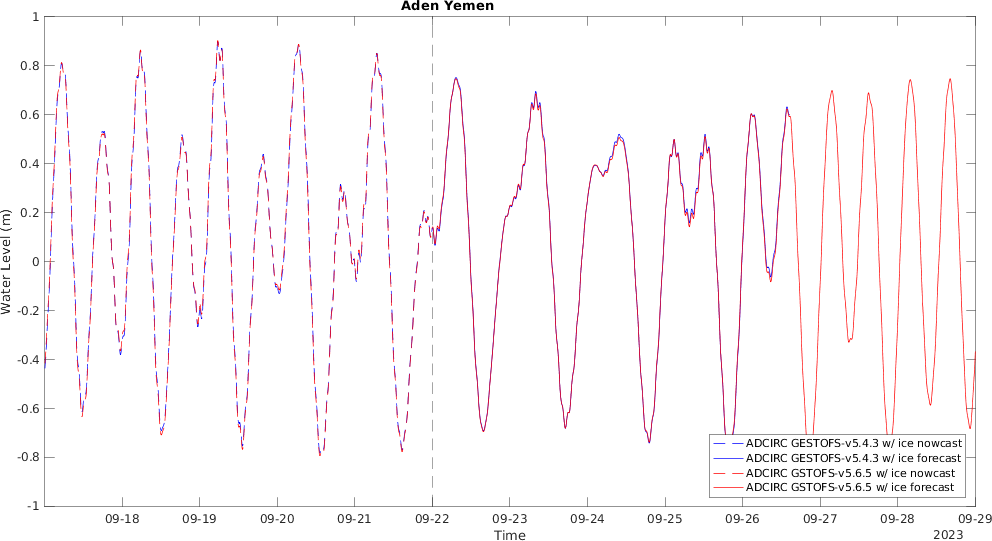 Aden Yemen
Water Level (m)
1
0.8
0.6
0.4
0.2
0
-0.2
-0.4
-0.6
-0.8
-1
ADCIRC GESTOFS-v5.4.3 w/ ice nowcast
ADCIRC GESTOFS-v5.4.3 w/ ice forecast
ADCIRC GSTOFS-v5.6.5 w/ ice nowcast
ADCIRC GSTOFS-v5.6.5 w/ ice forecast
09-18 09-19 09-20 09-21 09-22 09-23 09-24 09-25 09-26 09-27 09-28 09-29
Time
2023